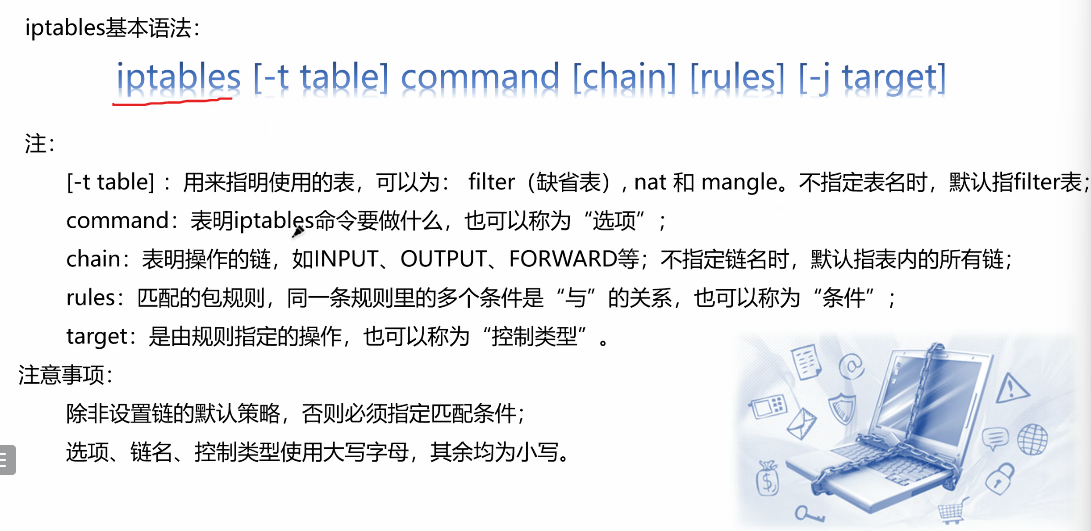 iptables基本语法：
iptables [-t table] command [chain] [rules] [-j target]
注：
[-t table] ：用来指明使用的表，可以为： filter（缺省表）, nat 和 mangle。不指定表名时，默认指filter表；
command：表明iptables命令要做什么，也可以称为“选项”；
chain：表明操作的链，如INPUT、OUTPUT、FORWARD等；不指定链名时，默认指表内的所有链；
rules：匹配的包规则，同一条规则里的多个条件是“与”的关系，也可以称为“条件”；
target：是由规则指定的操作，也可以称为“控制类型”。
注意事项：
除非设置链的默认策略，否则必须指定匹配条件；
选项、链名、控制类型使用大写字母，其余均为小写。